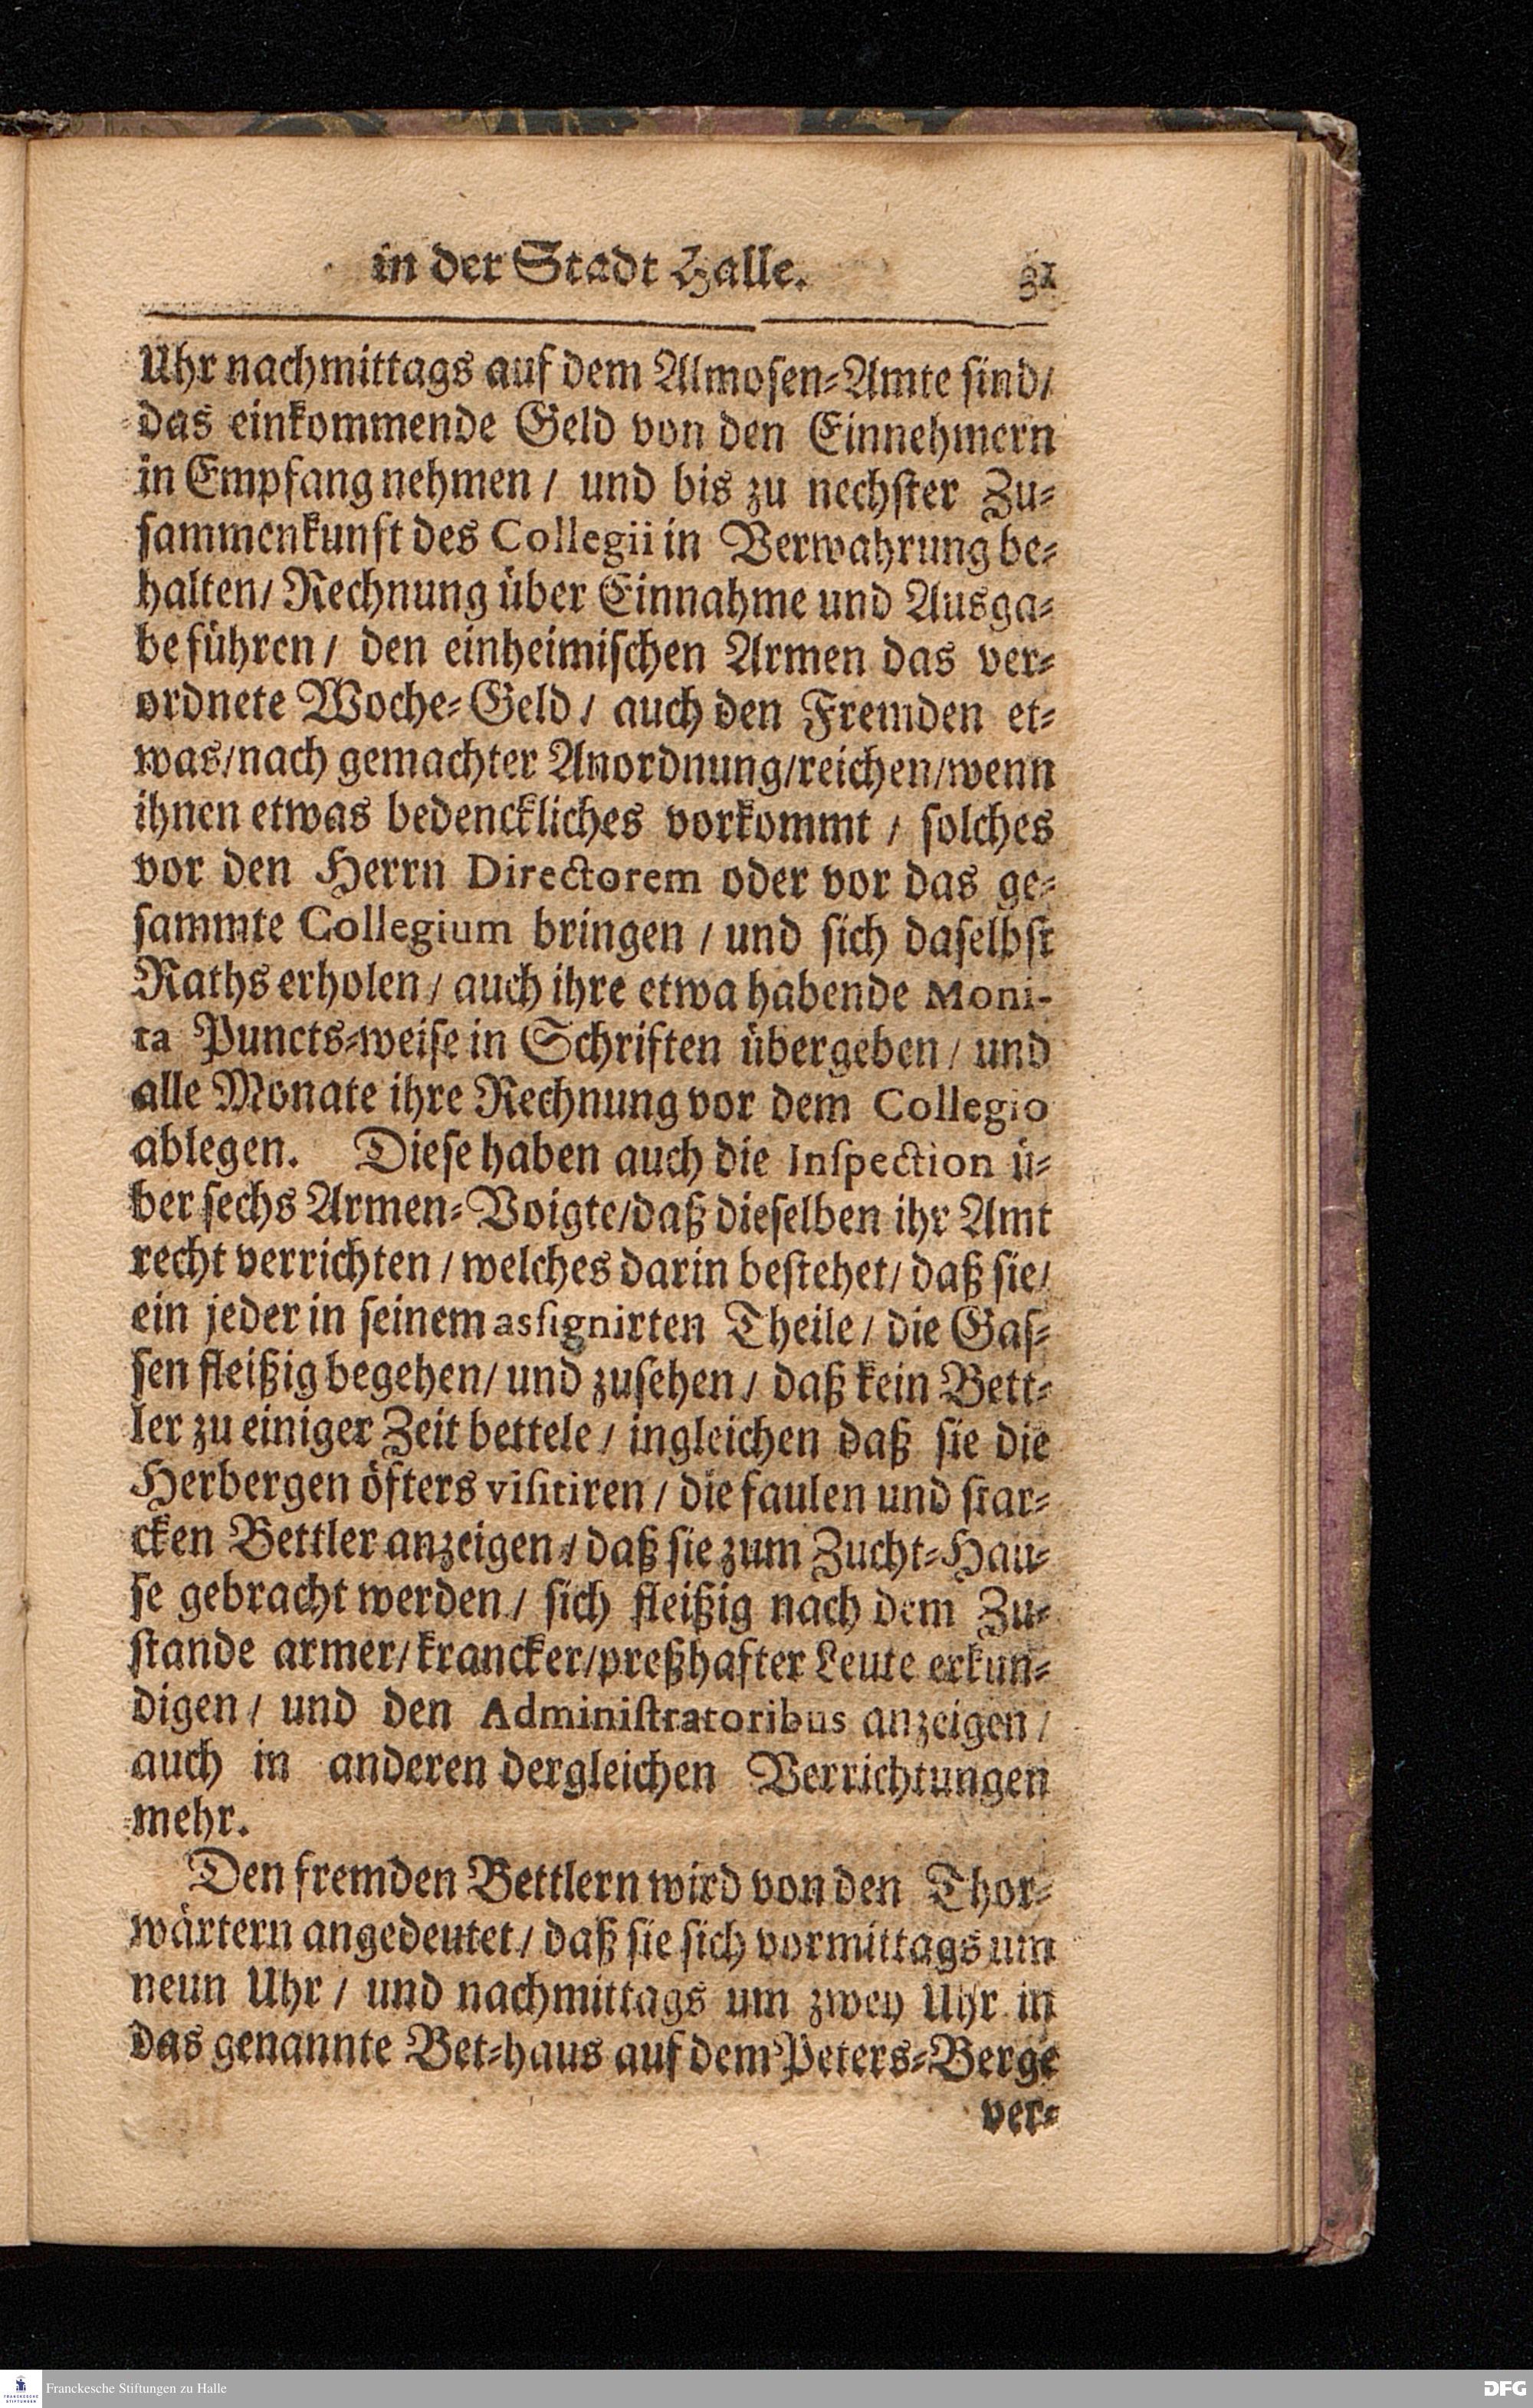 in der Stadt Halle. 31
Uhr nachmittags auf dem Almosen-Amte sind/
das einkommende Geld von den Einnehmern
in Empfang nehmen / und bis zu nechster Zu-
sammenkunft des Collegii in Verwahrung be-
halten/ Rechnung über Einnahme und Ausga-
be führen / den einheimischen Armen das ver-
ordnete Woche-Geld / auch den Fremden et-
was/nach gemachter Anordnung/reichen/wenn
ihnen etwas bedenckliches vorkommt / solches
vor den Herrn Directorem oder vor das ge-
sammte Collegium bringen / und sich daselbst
Raths erholen / auch ihre etwa habende Moni-
ta Puncts-weise in Schriften übergeben / und
alle Monate ihre Rechnung vor dem Collegio
ablegen. Diese haben auch die Inspection ü-
ber sechs Armen-Voigte/daß dieselben ihr Amt
recht verrichten / welches darin bestehet/ daß sie/
ein jeder in seinem assignirten Theile / die Gas-
sen fleißig begehen/ und zusehen / daß kein Bett-
ler zu einiger Zeit bettele / ingleichen daß sie die
Herbergen öfters visitiren / die faulen und star-
cken Bettler anzeigen / daß sie zum Zucht-Hau-
se gebracht werden / sich fleißig nach dem Zu-
stande armer/krancker/preßhafter Leute erkun-
digen / und den Administratoribus anzeigen /
auch in anderen dergleichen Verrichtungen
mehr.
Den fremden Bettlern wird von den Thor-
wärtern angedeutet / daß sie sich vormittags um
neun Uhr / und nachmittags um zwey Uhr in
das genannte Bet-haus auf dem Peters-Berge
ver-
FRANCKESCHE
STIFTUNGEN
Franckesche Stiftungen zu Halle
DFG